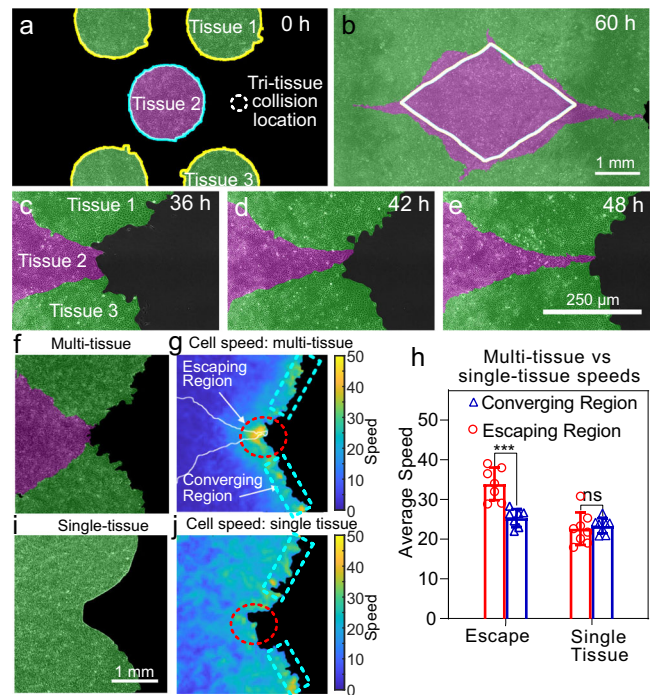 a
Tissue 1
0 h
Tissue 2
Tri-tissue
collision
location
Tissue 3
b
60 h
1 mm
c
Tissue 1
36 h
Tissue 2
Tissue 3
d
42 h
e
48 h
250 µm
f
Multi-tissue
g
Cell speed: multi-tissue
Escaping
Region
Converging
Region
50
40
30
20
10
0
Speed
h
Multi-tissue vs
single-tissue speeds
Converging Region
Escaping Region
***
ns
Average Speed
50
40
30
20
10
0
Escape
Single
Tissue
i
Single-tissue
1 mm
j
Cell speed: single tissue
50
40
30
20
10
0
Speed